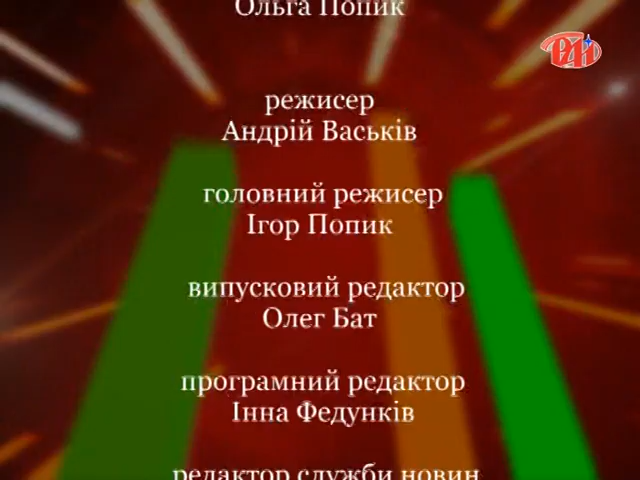 Ольга Попик
режисер
Андрій Васьків
головний режисер
Ігор Попик
випусковий редактор
Олег Бат
програмний редактор
Інна Федунків
редактор служби новин